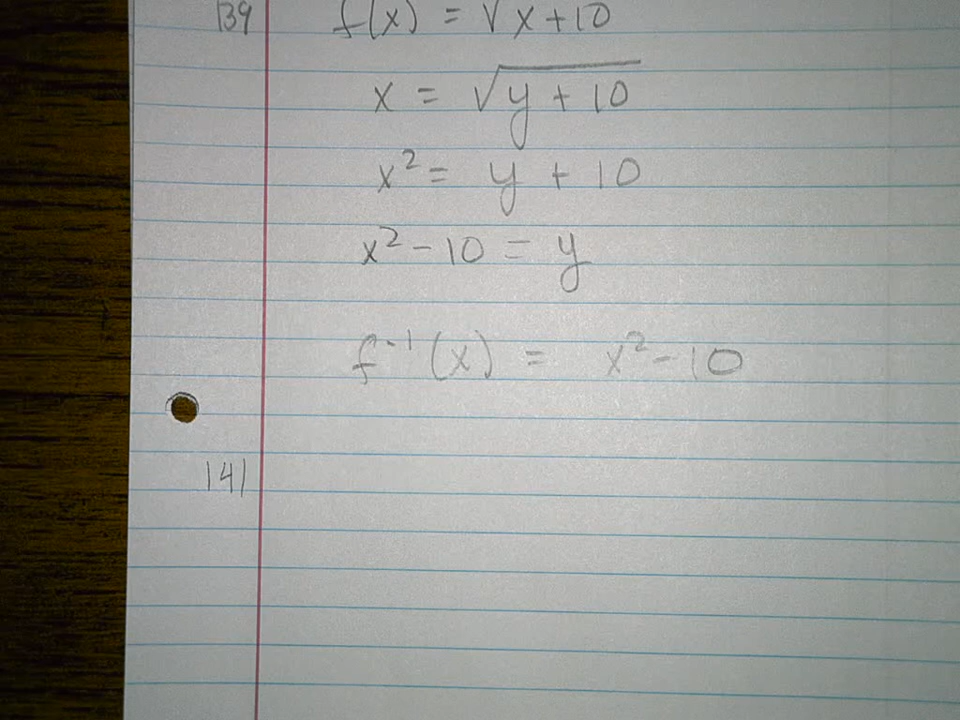 139 f(x) = √x+10
x = √y + 10
x² = y + 10
x² - 10 = y
f⁻¹(x) = x² - 10
141